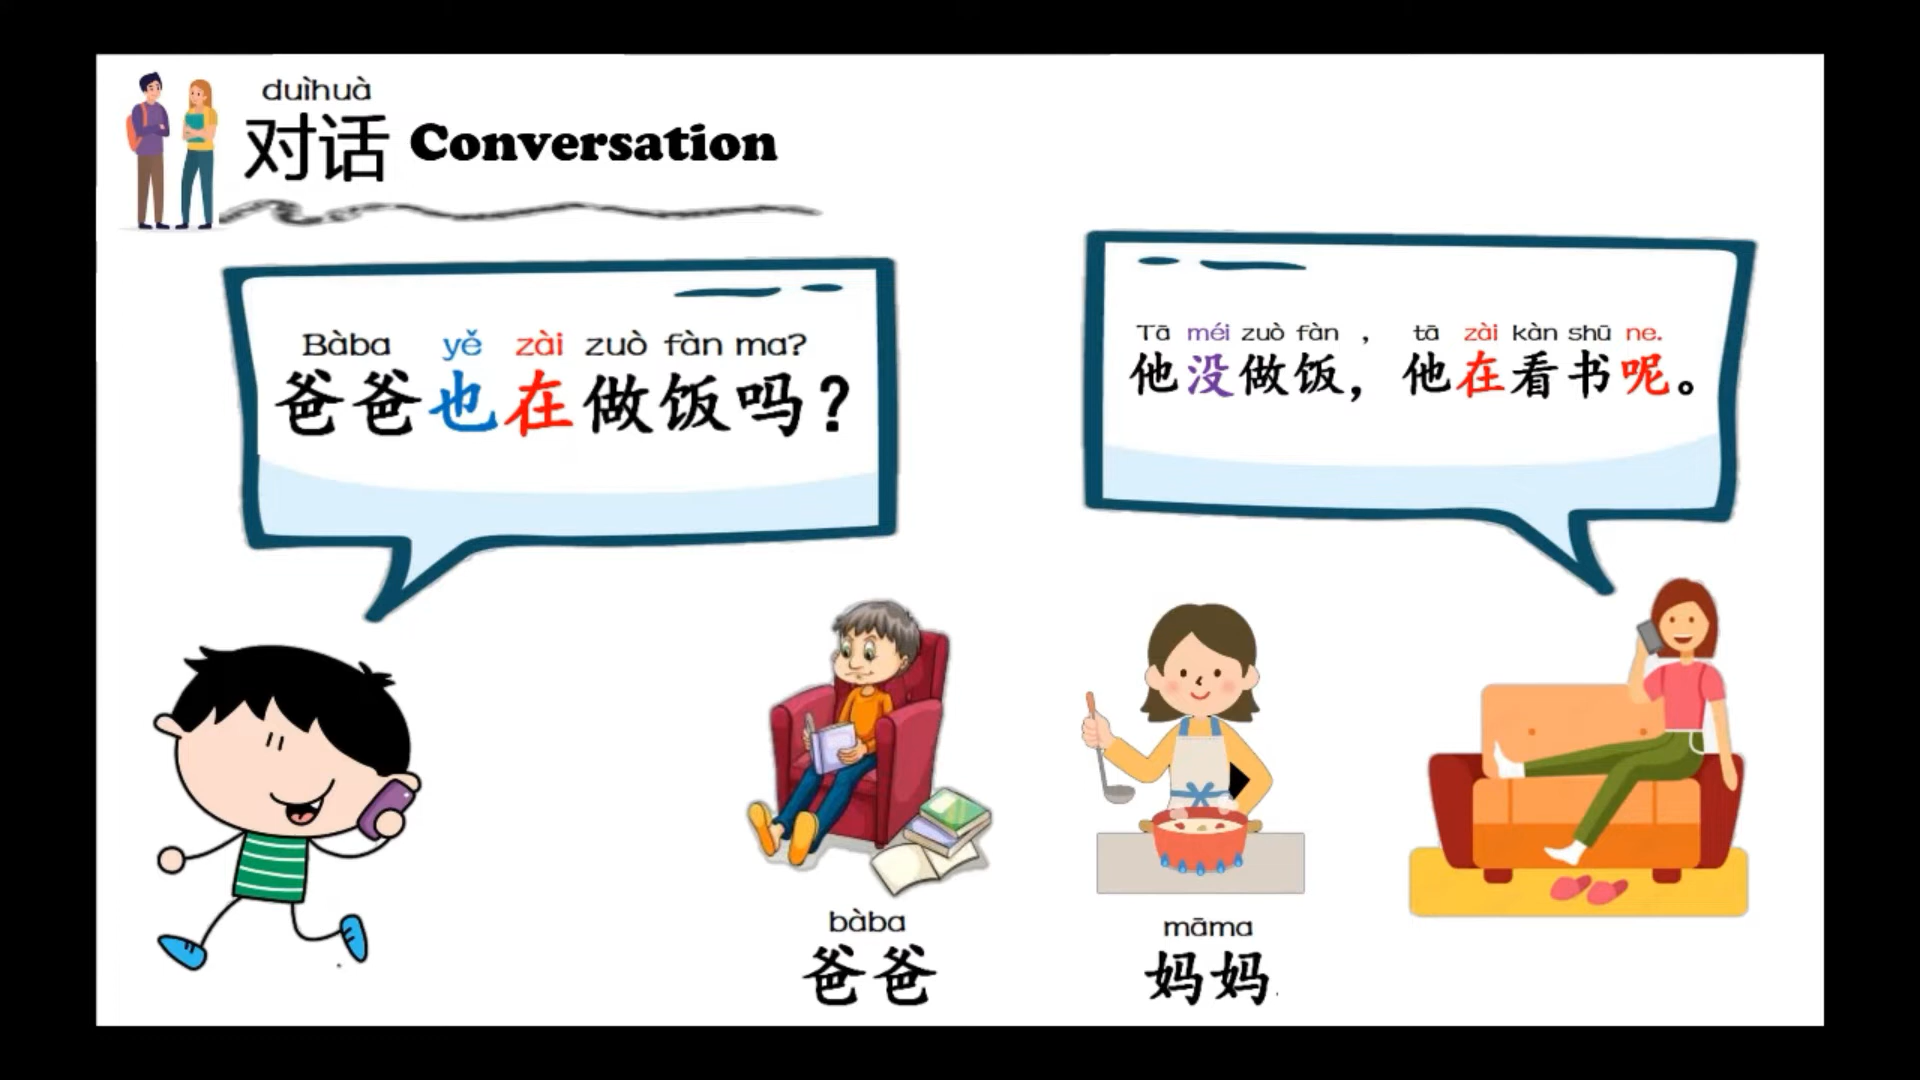 duìhuà
对话 Conversation
Bàba yě zài zuò fàn ma?
爸爸也在做饭吗?
Tā méi zuò fàn , tā zài kàn shū ne.
他没做饭，他在看书呢。
bàba
爸爸
māma
妈妈